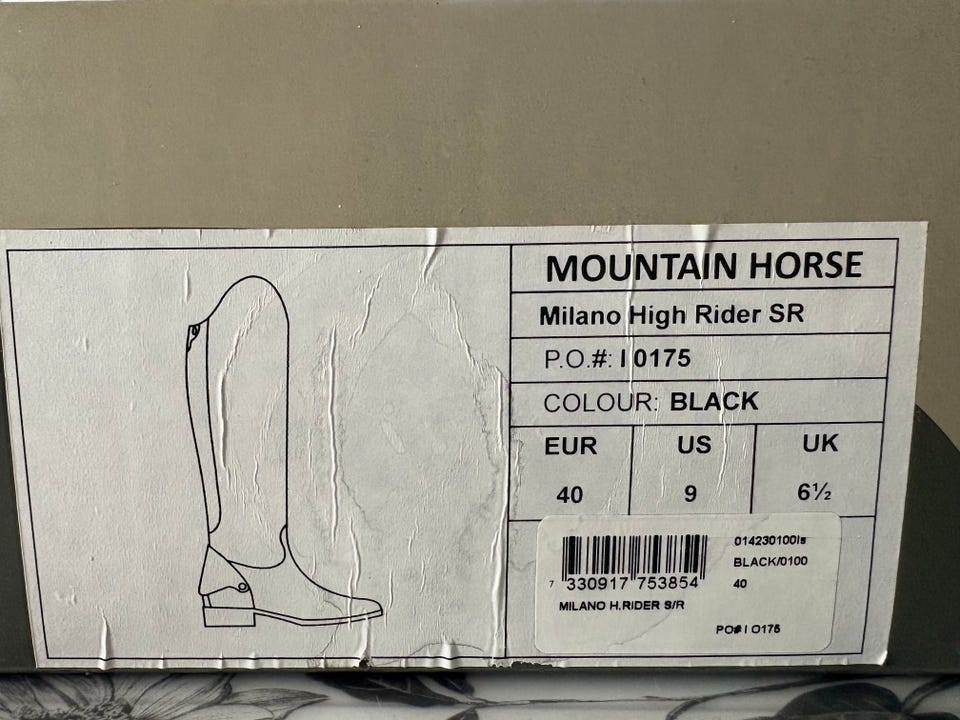 MOUNTAIN HORSE
Milano High Rider SR
P.O.#: I 0175
COLOUR: BLACK
EUR US UK
40 9 6½
014230100ls
BLACK/0100
7 330917 753854 40
MILANO H.RIDER S/R
PO# I O175